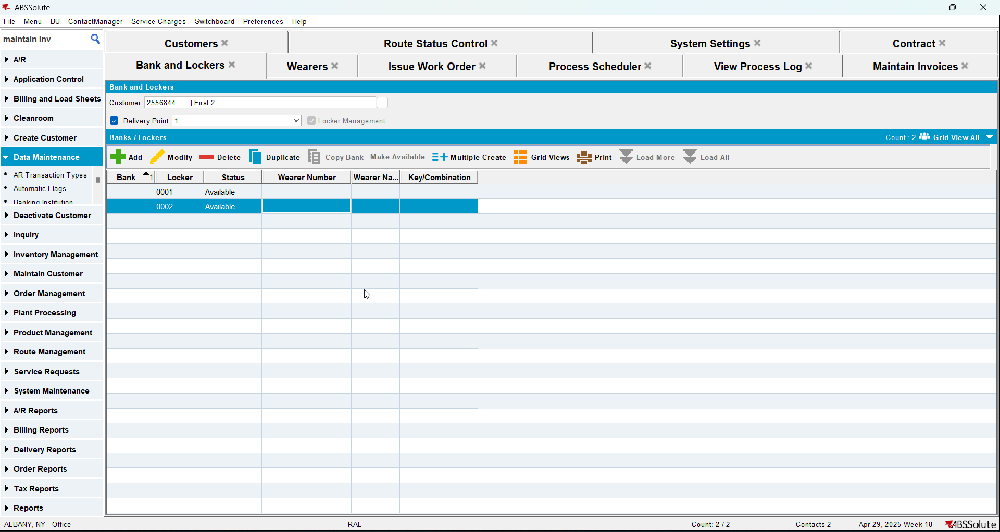 ABSSolute
File Menu BU ContactManager Service Charges Switchboard Preferences Help
maintain inv
Customers Route Status Control System Settings Contract
Bank and Lockers Wearers Issue Work Order Process Scheduler View Process Log Maintain Invoices
A/R
Application Control
Billing and Load Sheets
Cleanroom
Create Customer
Data Maintenance
AR Transaction Types
Automatic Flags
Banking Institution
Deactivate Customer
Inquiry
Inventory Management
Maintain Customer
Order Management
Plant Processing
Product Management
Route Management
Service Requests
System Maintenance
A/R Reports
Billing Reports
Delivery Reports
Order Reports
Tax Reports
Reports
Bank and Lockers
Customer 2556844 | First 2 ...
Delivery Point 1 Locker Management
Banks / Lockers Count : 2 Grid View All
Add Modify Delete Duplicate Copy Bank Make Available Multiple Create Grid Views Print Load More Load All
Bank 1 Locker Status Wearer Number Wearer Na... Key/Combination
0001 Available
0002 Available
ALBANY, NY - Office RAL Count: 2 / 2 Contacts 2 Apr 29, 2025 Week 18 ABSSolute